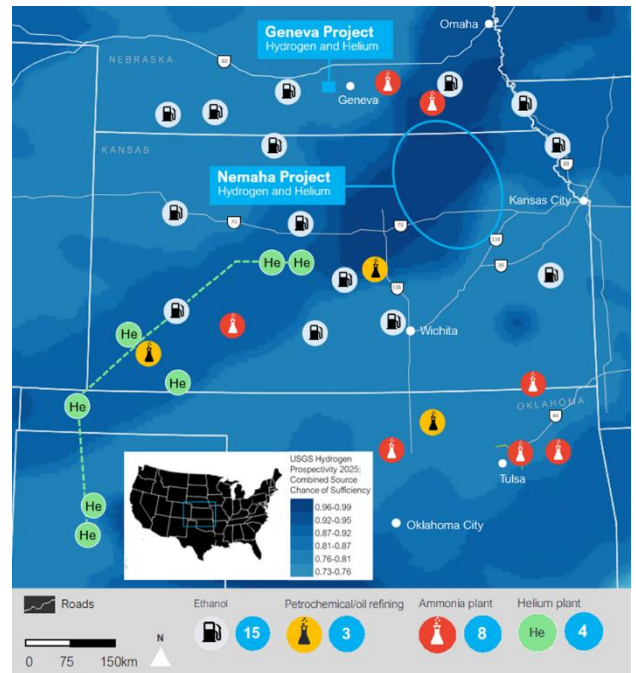 Omaha
Geneva Project
Hydrogen and Helium
NEBRASKA
80
Geneva
KANSAS
29
Nemaha Project
Hydrogen and Helium
Kansas City
70
70
335
35
135
He
He
He
Wichita
He
He
OKLAHOMA
44
He
He
Tulsa
Oklahoma City
USGS Hydrogen
Prospectivity 2025:
Combined Source
Chance of Sufficiency
0.96-0.99
0.92-0.95
0.87-0.92
0.81-0.87
0.76-0.81
0.73-0.76
Roads
0 75 150km
N
Ethanol
15
Petrochemical/oil refining
3
Ammonia plant
8
Helium plant
He
4